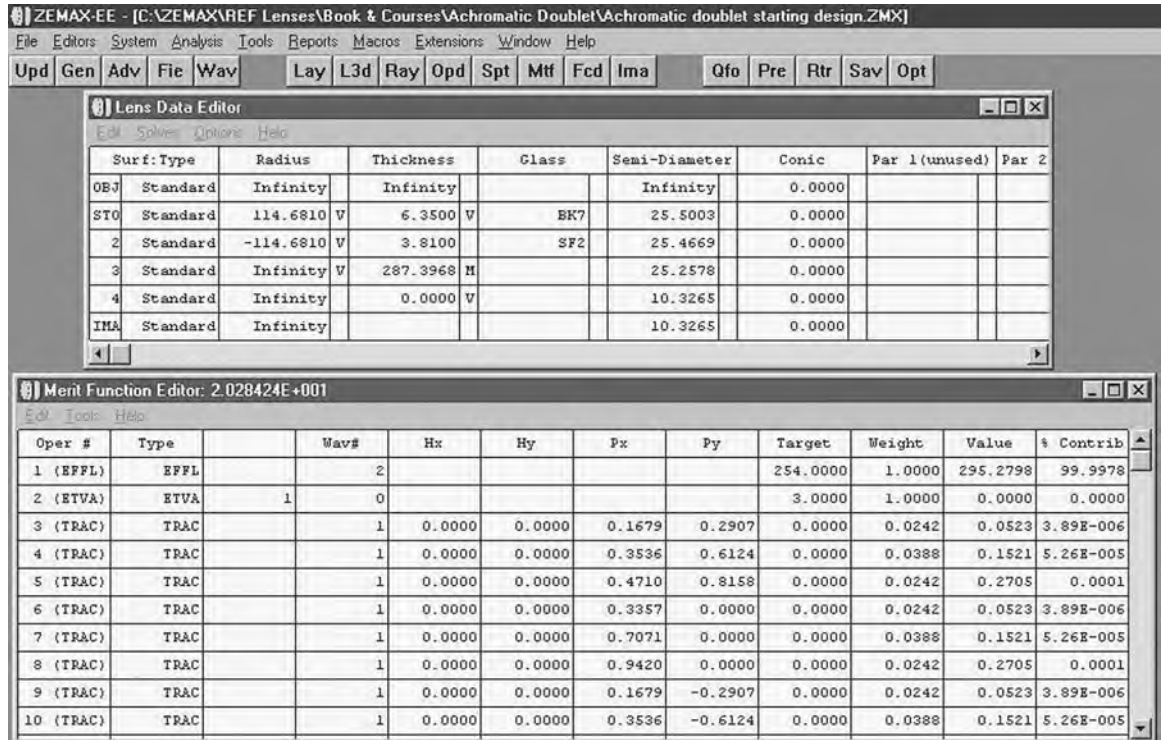 ZEMAX-EE - [C:\ZEMAX\REF Lenses\Book & Courses\Achromatic Doublet\Achromatic doublet starting design.ZMX]
File Editors System Analysis Tools Reports Macros Extensions Window Help
Upd Gen Adv Fie Wav Lay L3d Ray Opd Spt Mtf Fcd Ima Qfo Pre Rtr Sav Opt
Lens Data Editor
Edit Solves Options Help
Surf:Type Radius Thickness Glass Semi-Diameter Conic Par 1(unused) Par 2
OBJ Standard Infinity Infinity Infinity 0.0000
STO Standard 114.6810 V 6.3500 V BK7 25.5003 0.0000
2 Standard -114.6810 V 3.8100 SF2 25.4669 0.0000
3 Standard Infinity V 287.3968 M 25.2578 0.0000
4 Standard Infinity 0.0000 V 10.3265 0.0000
IMA Standard Infinity 10.3265 0.0000
Merit Function Editor: 2.028424E+001
Edit Tools Help
Oper # Type Wav# Hx Hy Px Py Target Weight Value % Contrib
1 (EFFL) EFFL 2 254.0000 1.0000 295.2798 99.9978
2 (ETVA) ETVA 1 0 3.0000 1.0000 0.0000 0.0000
3 (TRAC) TRAC 1 0.0000 0.0000 0.1679 0.2907 0.0000 0.0242 0.0523 3.89E-006
4 (TRAC) TRAC 1 0.0000 0.0000 0.3536 0.6124 0.0000 0.0388 0.1521 5.26E-005
5 (TRAC) TRAC 1 0.0000 0.0000 0.4710 0.8158 0.0000 0.0242 0.2705 0.0001
6 (TRAC) TRAC 1 0.0000 0.0000 0.3357 0.0000 0.0000 0.0242 0.0523 3.89E-006
7 (TRAC) TRAC 1 0.0000 0.0000 0.7071 0.0000 0.0000 0.0388 0.1521 5.26E-005
8 (TRAC) TRAC 1 0.0000 0.0000 0.9420 0.0000 0.0000 0.0242 0.2705 0.0001
9 (TRAC) TRAC 1 0.0000 0.0000 0.1679 -0.2907 0.0000 0.0242 0.0523 3.89E-006
10 (TRAC) TRAC 1 0.0000 0.0000 0.3536 -0.6124 0.0000 0.0388 0.1521 5.26E-005